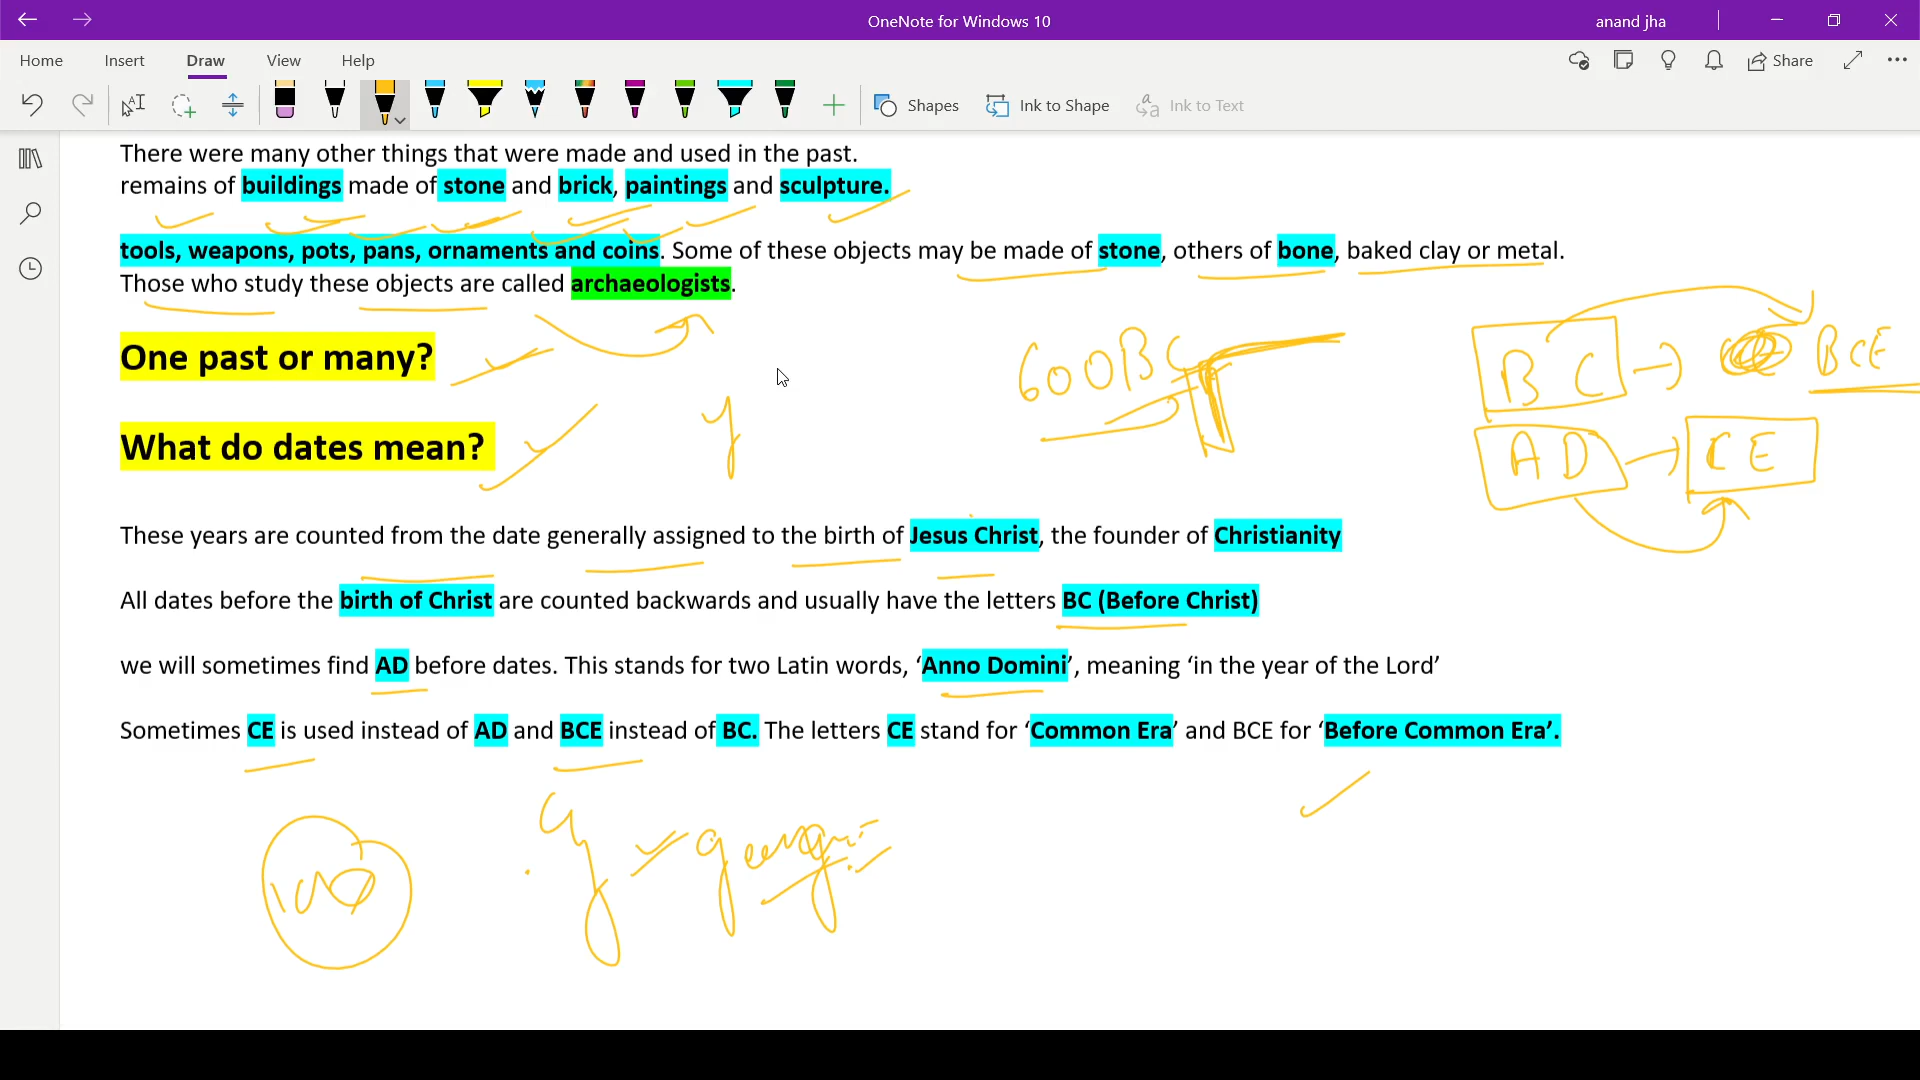 OneNote for Windows 10
anand jha
Home Insert Draw View Help
Share
Shapes Ink to Shape Ink to Text
There were many other things that were made and used in the past.
remains of buildings made of stone and brick, paintings and sculpture.
tools, weapons, pots, pans, ornaments and coins. Some of these objects may be made of stone, others of bone, baked clay or metal.
Those who study these objects are called archaeologists.
One past or many?
600BC
BC → BCE
What do dates mean?
y
AD → CE
These years are counted from the date generally assigned to the birth of Jesus Christ, the founder of Christianity
All dates before the birth of Christ are counted backwards and usually have the letters BC (Before Christ)
we will sometimes find AD before dates. This stands for two Latin words, ‘Anno Domini’, meaning ‘in the year of the Lord’
Sometimes CE is used instead of AD and BCE instead of BC. The letters CE stand for ‘Common Era’ and BCE for ‘Before Common Era’.